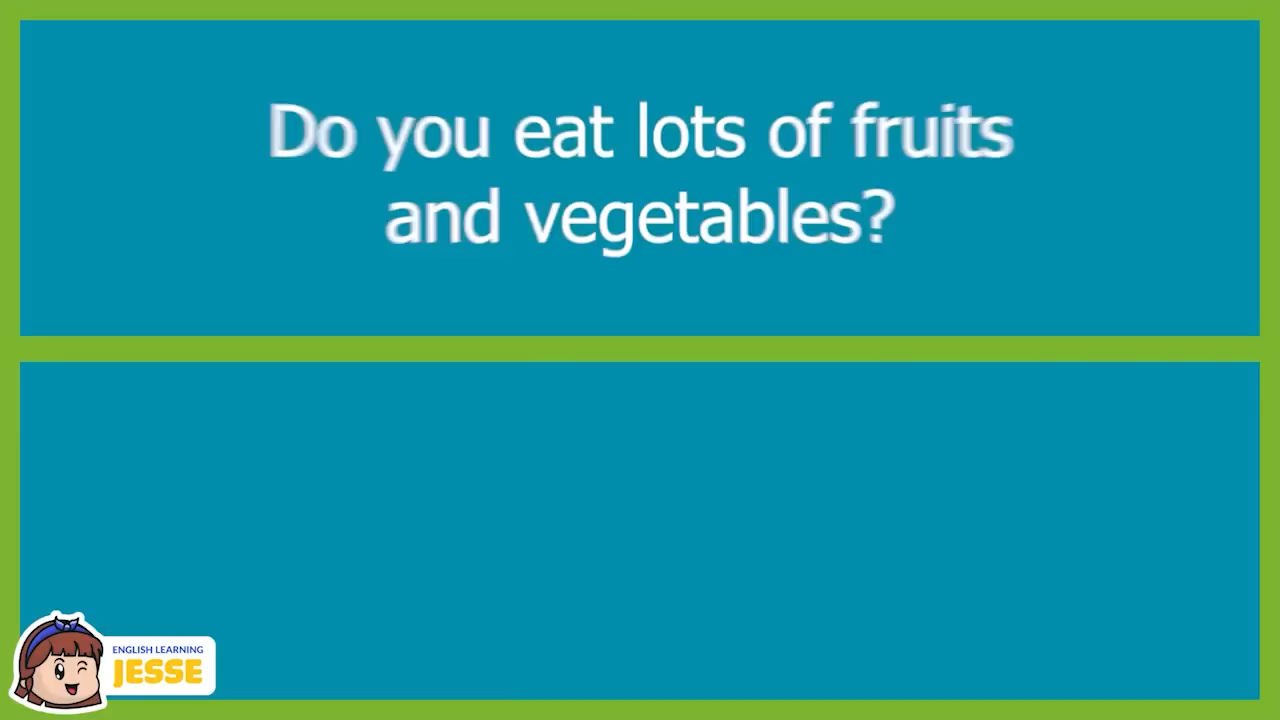 Do you eat lots of fruits
and vegetables?
ENGLISH LEARNING
JESSE